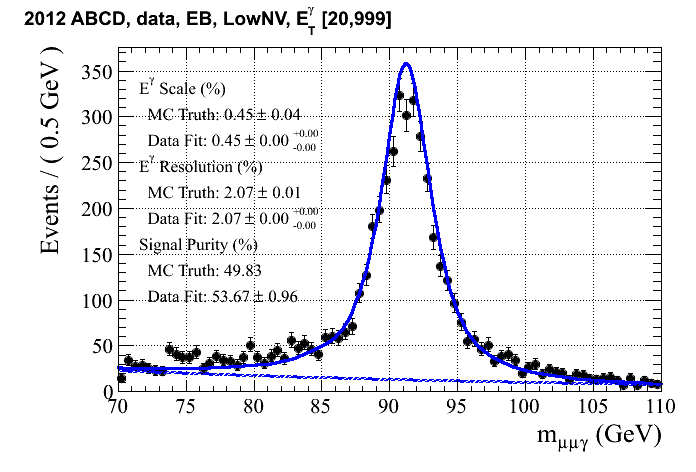 2012 ABCD, data, EB, LowNV, E_T^γ [20,999]
Events / ( 0.5 GeV )
350
300
250
200
150
100
50
0
E^γ Scale (%)
MC Truth: 0.45 ± 0.04
Data Fit: 0.45 ± 0.00 +0.00 -0.00
E^γ Resolution (%)
MC Truth: 2.07 ± 0.01
Data Fit: 2.07 ± 0.00 +0.00 -0.00
Signal Purity (%)
MC Truth: 49.83
Data Fit: 53.67 ± 0.96
70 75 80 85 90 95 100 105 110
m_μμγ (GeV)